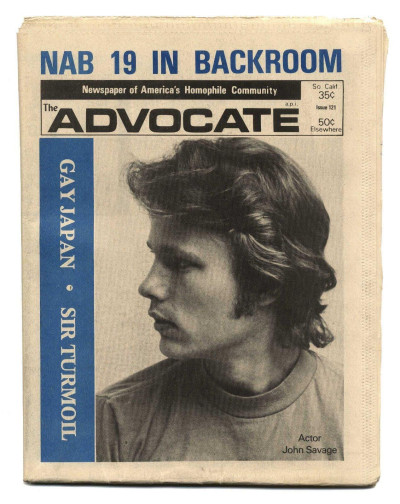 NAB 19 IN BACKROOM
Newspaper of America's Homophile Community
The
ADVOCATE
So Calif.
35¢
Issue 121
50¢
Elsewhere
GAY JAPAN • SIR TURMOIL
Actor
John Savage